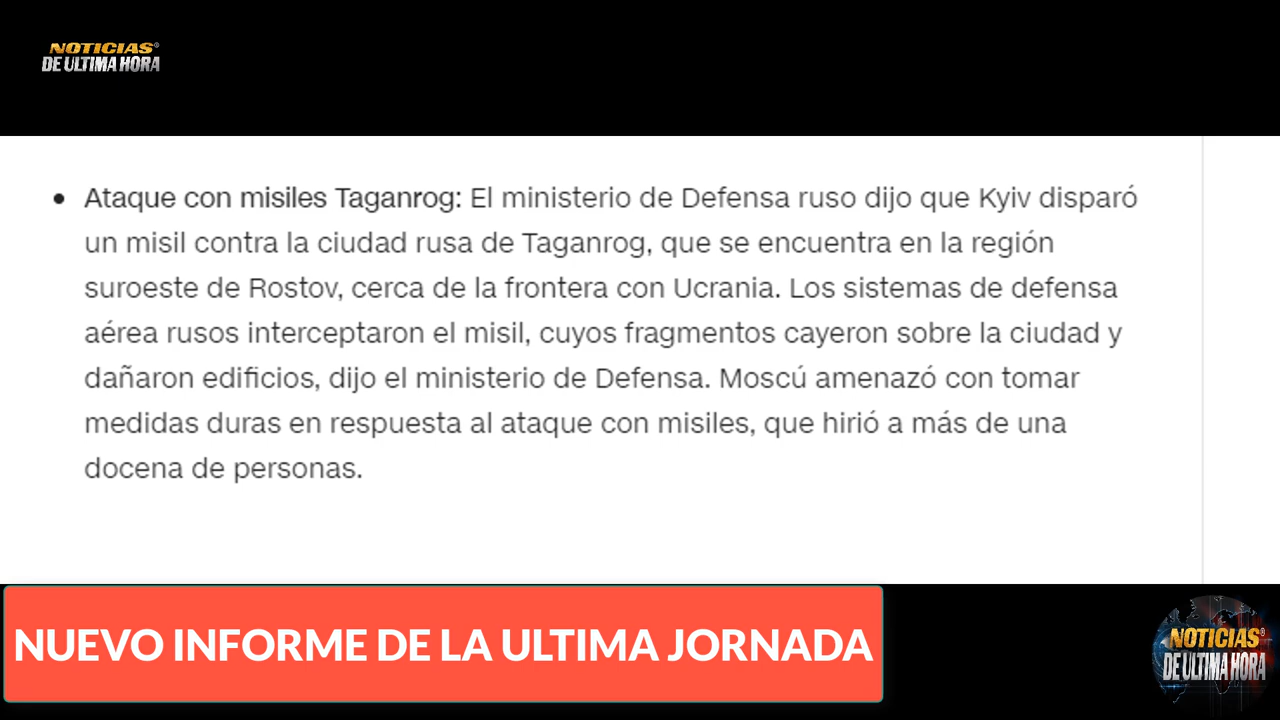 NOTICIAS®
DE ULTIMA HORA
• Ataque con misiles Taganrog: El ministerio de Defensa ruso dijo que Kyiv disparó
un misil contra la ciudad rusa de Taganrog, que se encuentra en la región
suroeste de Rostov, cerca de la frontera con Ucrania. Los sistemas de defensa
aérea rusos interceptaron el misil, cuyos fragmentos cayeron sobre la ciudad y
dañaron edificios, dijo el ministerio de Defensa. Moscú amenazó con tomar
medidas duras en respuesta al ataque con misiles, que hirió a más de una
docena de personas.
NUEVO INFORME DE LA ULTIMA JORNADA
NOTICIAS®
DE ULTIMA HORA